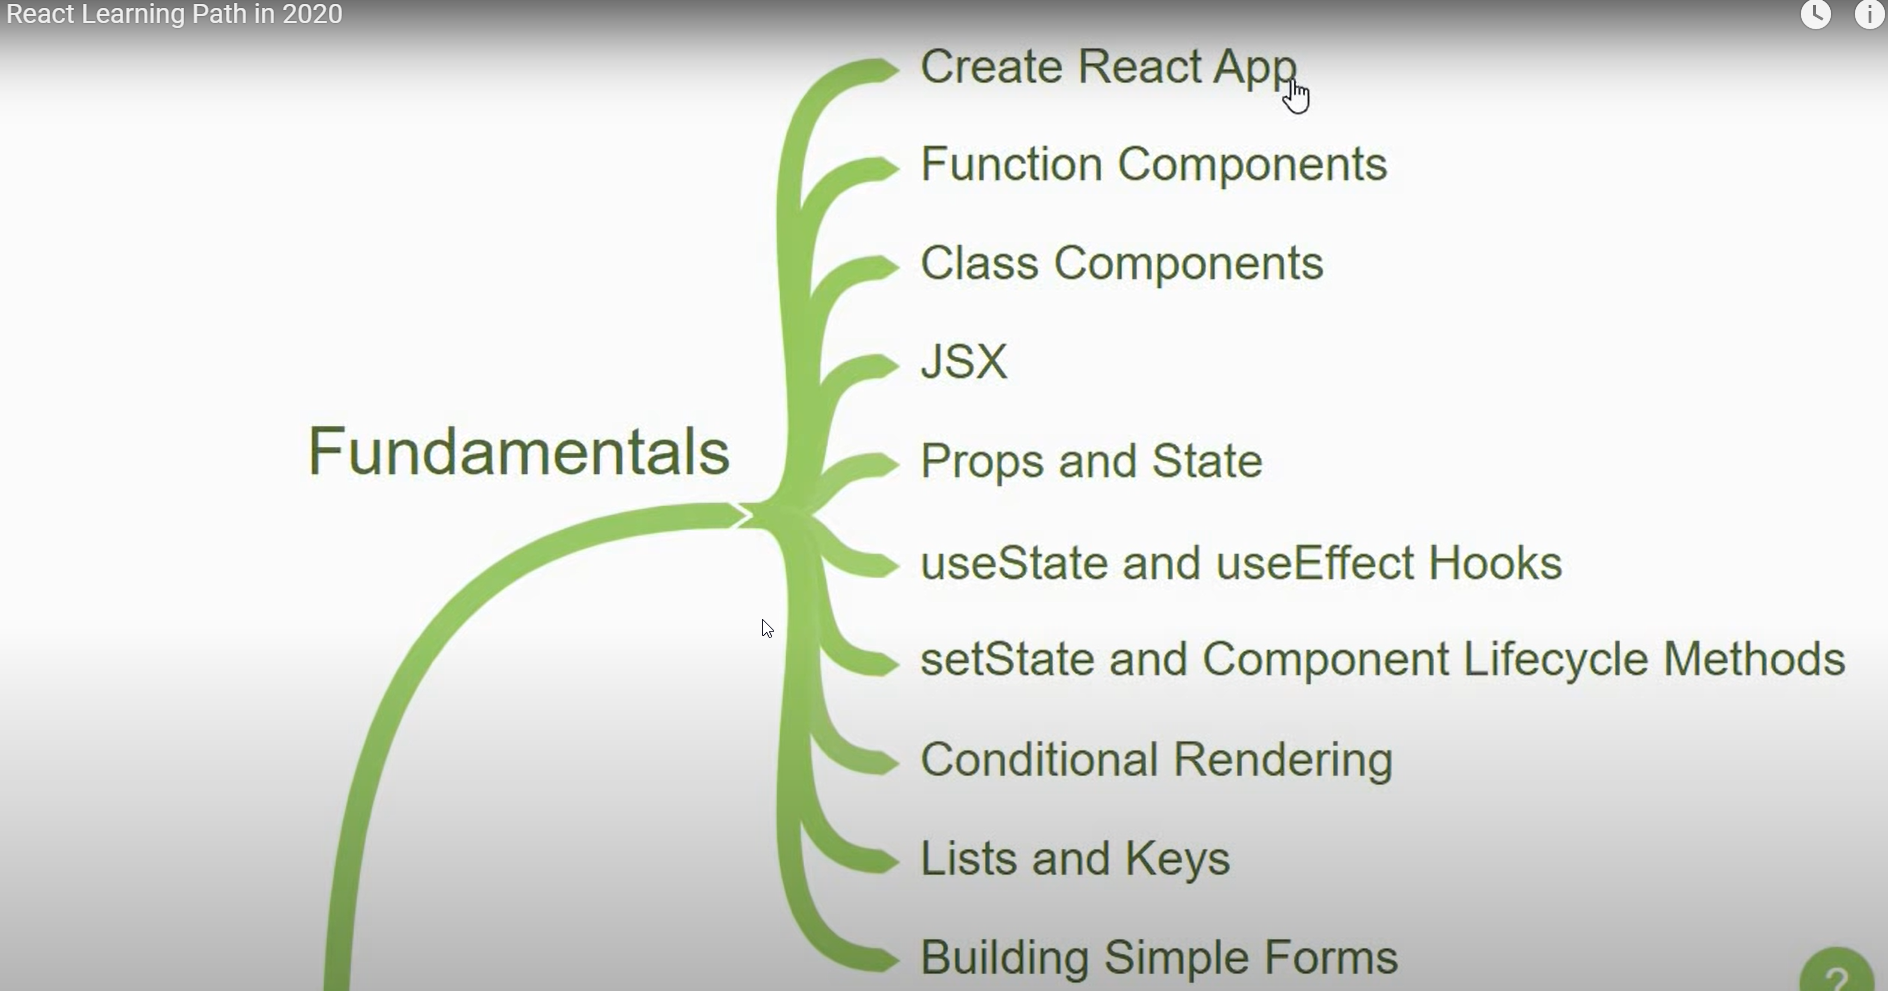 React Learning Path in 2020
Fundamentals
Create React App
Function Components
Class Components
JSX
Props and State
useState and useEffect Hooks
setState and Component Lifecycle Methods
Conditional Rendering
Lists and Keys
Building Simple Forms
?